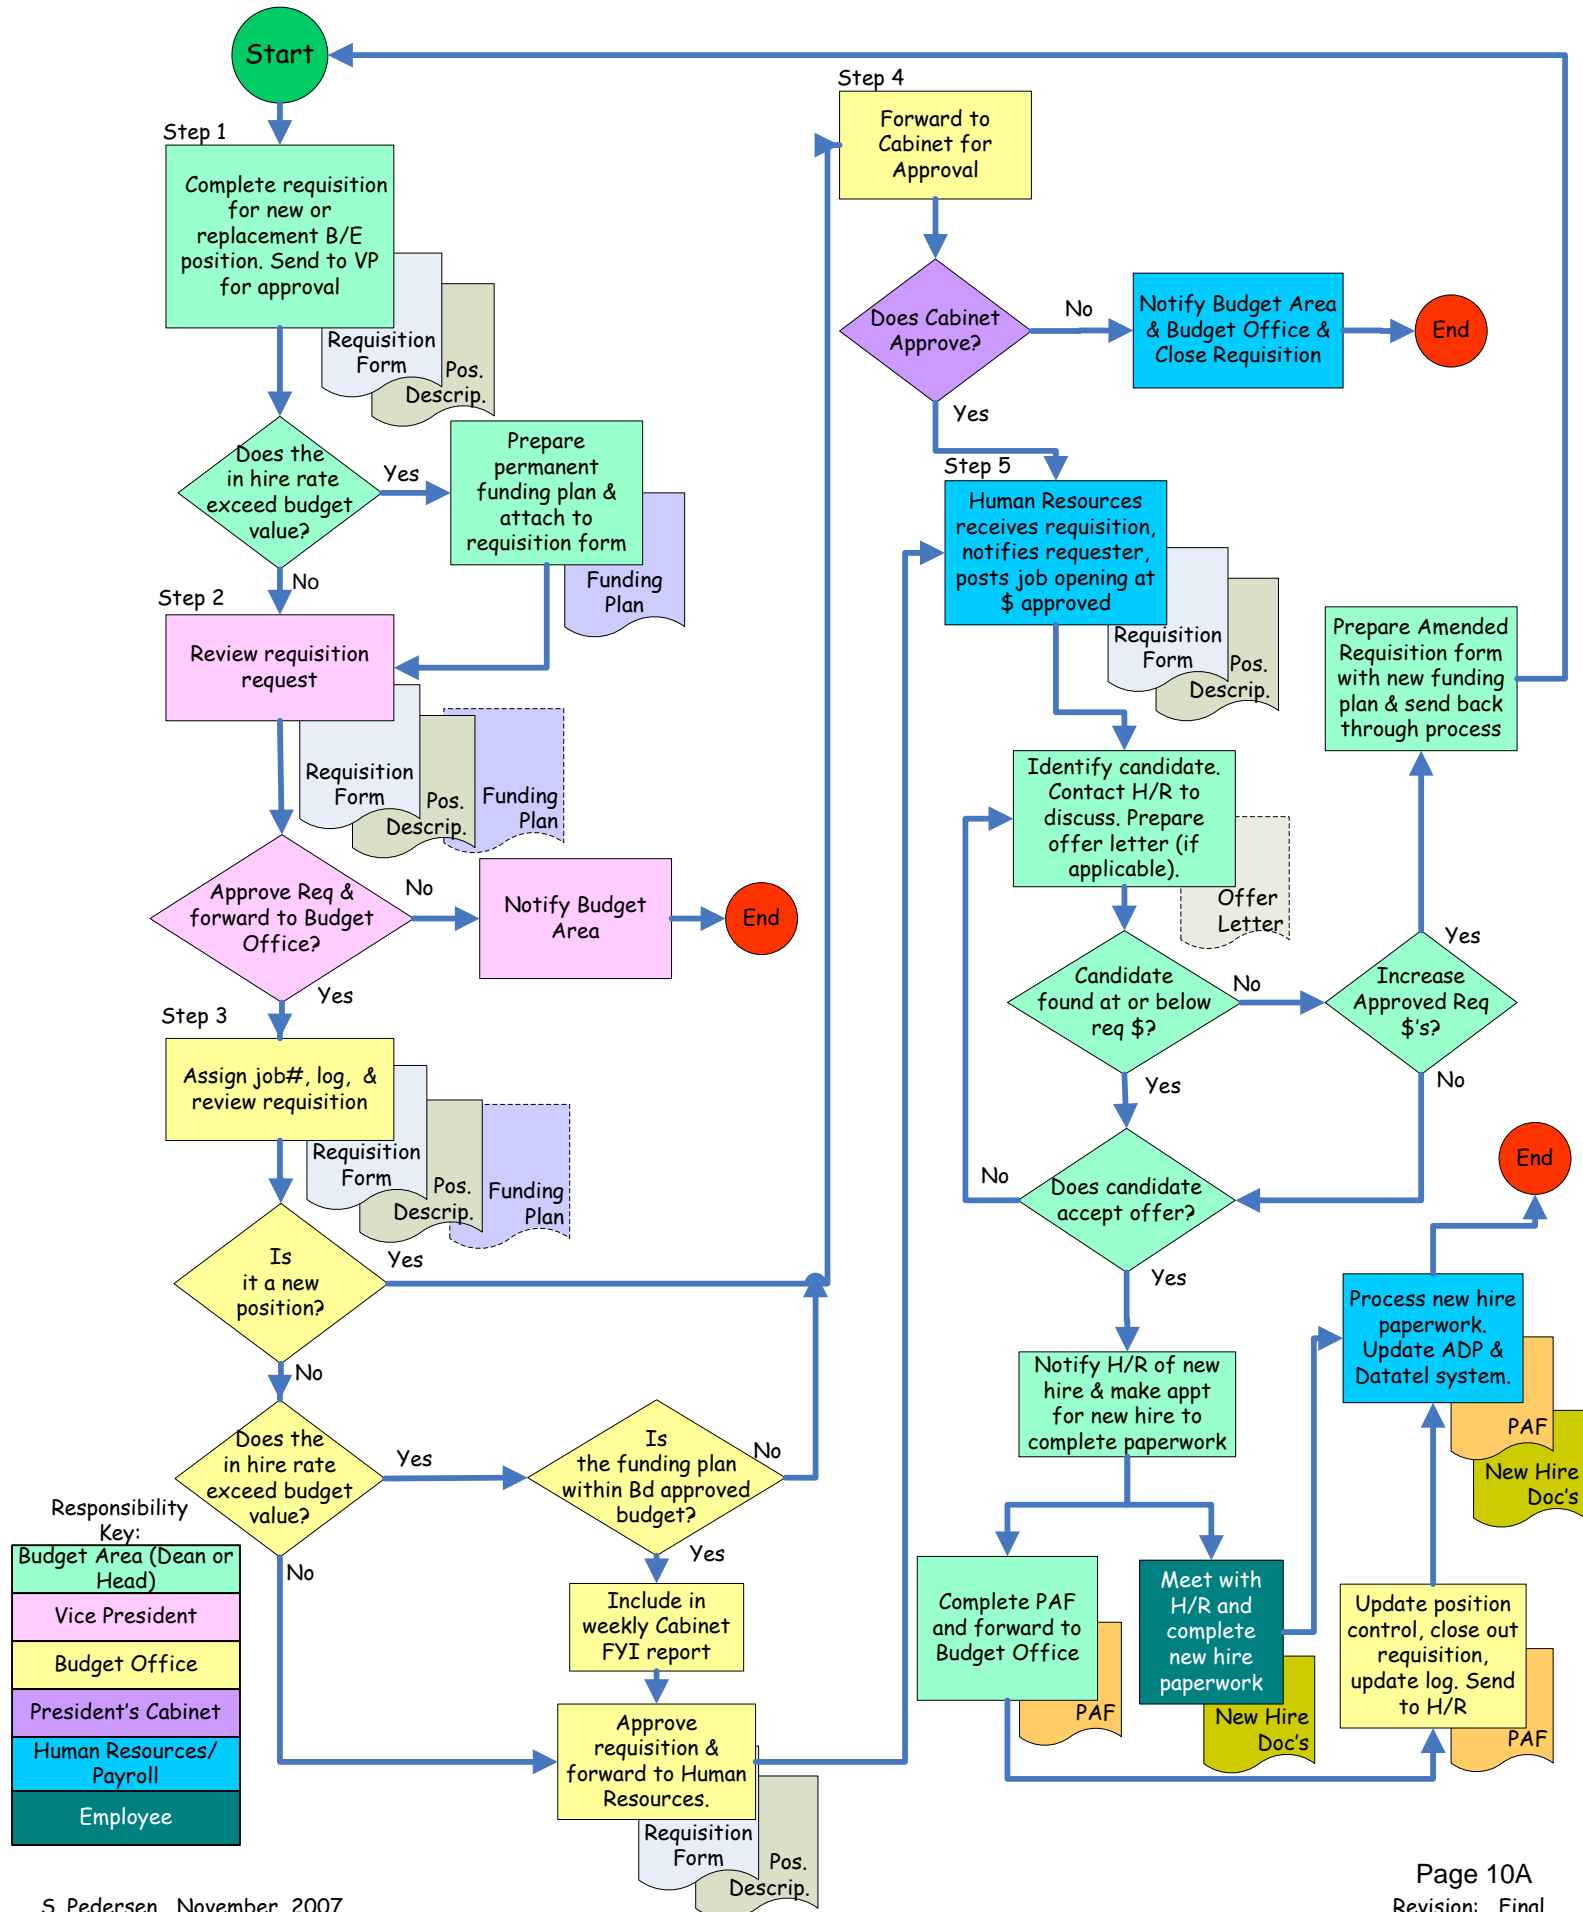 Start
Step 1
Complete requisition
for new or
replacement B/E
position. Send to VP
for approval
Requisition
Form
Pos.
Descrip.
Does the
in hire rate
exceed budget
value?
Yes
No
Prepare
permanent
funding plan &
attach to
requisition form
Funding
Plan
Step 2
Review requisition
request
Requisition
Form
Pos.
Descrip.
Funding
Plan
Approve Req &
forward to Budget
Office?
No
Yes
Notify Budget
Area
End
Step 3
Assign job#, log, &
review requisition
Requisition
Form
Pos.
Descrip.
Funding
Plan
Is
it a new
position?
Yes
No
Does the
in hire rate
exceed budget
value?
Yes
No
Is
the funding plan
within Bd approved
budget?
No
Yes
Include in
weekly Cabinet
FYI report
Approve
requisition &
forward to Human
Resources.
Requisition
Form
Pos.
Descrip.
Step 4
Forward to
Cabinet for
Approval
Does Cabinet
Approve?
No
Yes
Notify Budget Area
& Budget Office &
Close Requisition
End
Step 5
Human Resources
receives requisition,
notifies requester,
posts job opening at
$ approved
Requisition
Form
Pos.
Descrip.
Identify candidate.
Contact H/R to
discuss. Prepare
offer letter (if
applicable).
Offer
Letter
Candidate
found at or below
req $?
No
Yes
Increase
Approved Req
$'s?
Yes
No
Prepare Amended
Requisition form
with new funding
plan & send back
through process
Does candidate
accept offer?
No
Yes
Notify H/R of new
hire & make appt
for new hire to
complete paperwork
Complete PAF
and forward to
Budget Office
PAF
Meet with
H/R and
complete
new hire
paperwork
New Hire
Doc's
Update position
control, close out
requisition,
update log. Send
to H/R
PAF
Process new hire
paperwork.
Update ADP &
Datatel system.
PAF
New Hire
Doc's
End
Responsibility
Key:
Budget Area (Dean or
Head)
Vice President
Budget Office
President's Cabinet
Human Resources/
Payroll
Employee
S. Pedersen November, 2007
Page 10A
Revision: Final